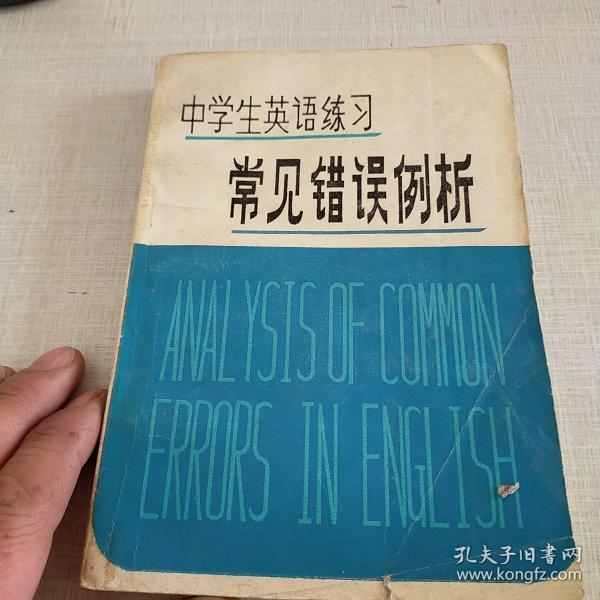 中学生英语练习
常见错误例析
ANALYSIS OF COMMON
ERRORS IN ENGLISH
孔夫子旧書网
www.kongfz.com